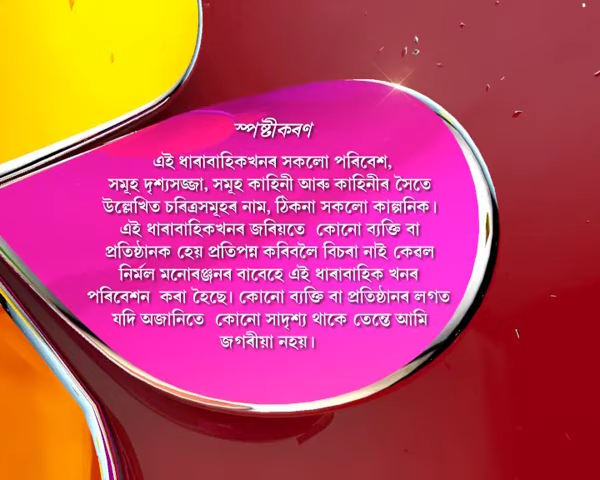 স্পষ্টীকৰণ
এই ধাৰাবাহিকখনৰ সকলো পৰিবেশ,
সমূহ দৃশ্যসজ্জা, সমূহ কাহিনী আৰু কাহিনীৰ সৈতে
উল্লেখিত চৰিত্ৰসমূহৰ নাম, ঠিকনা সকলো কাল্পনিক।
এই ধাৰাবাহিকখনৰ জৰিয়তে কোনো ব্যক্তি বা
প্ৰতিষ্ঠানক হেয় প্ৰতিপন্ন কৰিবলৈ বিচৰা নাই কেৱল
নিৰ্মল মনোৰঞ্জনৰ বাবেহে এই ধাৰাবাহিক খনৰ
পৰিবেশন কৰা হৈছে। কোনো ব্যক্তি বা প্ৰতিষ্ঠানৰ লগত
যদি অজানিতে কোনো সাদৃশ্য থাকে তেন্তে আমি
জগৰীয়া নহয়।